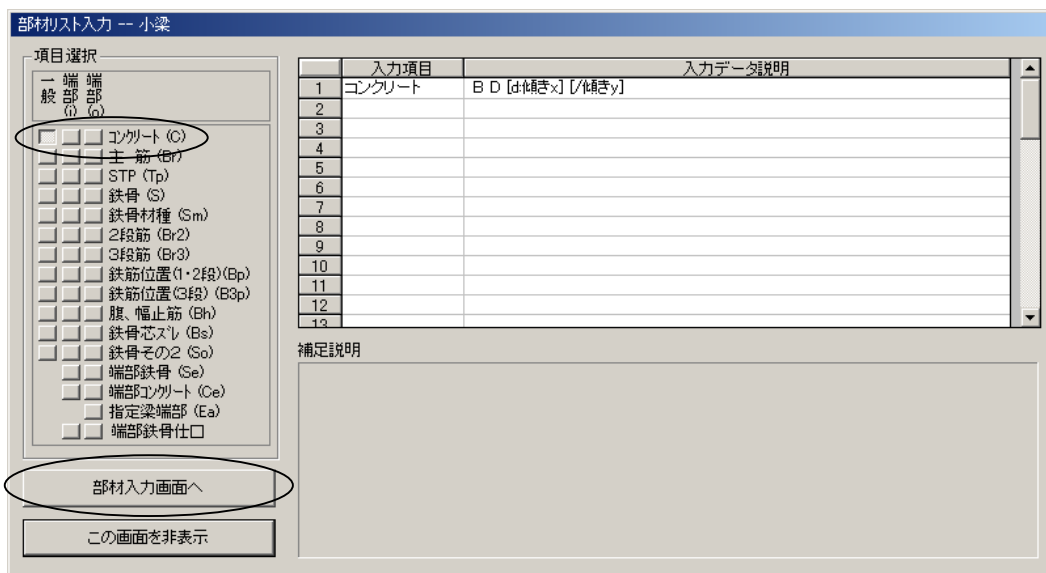 部材リスト入力 -- 小梁
項目選択
一般 端部(i) 端部(o)
コンクリート (C)
主 筋 (Br)
STP (Tp)
鉄骨 (S)
鉄骨材種 (Sm)
2段筋 (Br2)
3段筋 (Br3)
鉄筋位置(1・2段)(Bp)
鉄筋位置(3段) (B3p)
腹、幅止筋 (Bh)
鉄骨芯ズレ (Bs)
鉄骨その2 (So)
端部鉄骨 (Se)
端部コンクリート (Ce)
指定梁端部 (Ea)
端部鉄骨仕口
部材入力画面へ
この画面を非表示
入力項目 入力データ説明
1 コンクリート B D [d:傾きx] [/傾きy]
2
3
4
5
6
7
8
9
10
11
12
13
補足説明